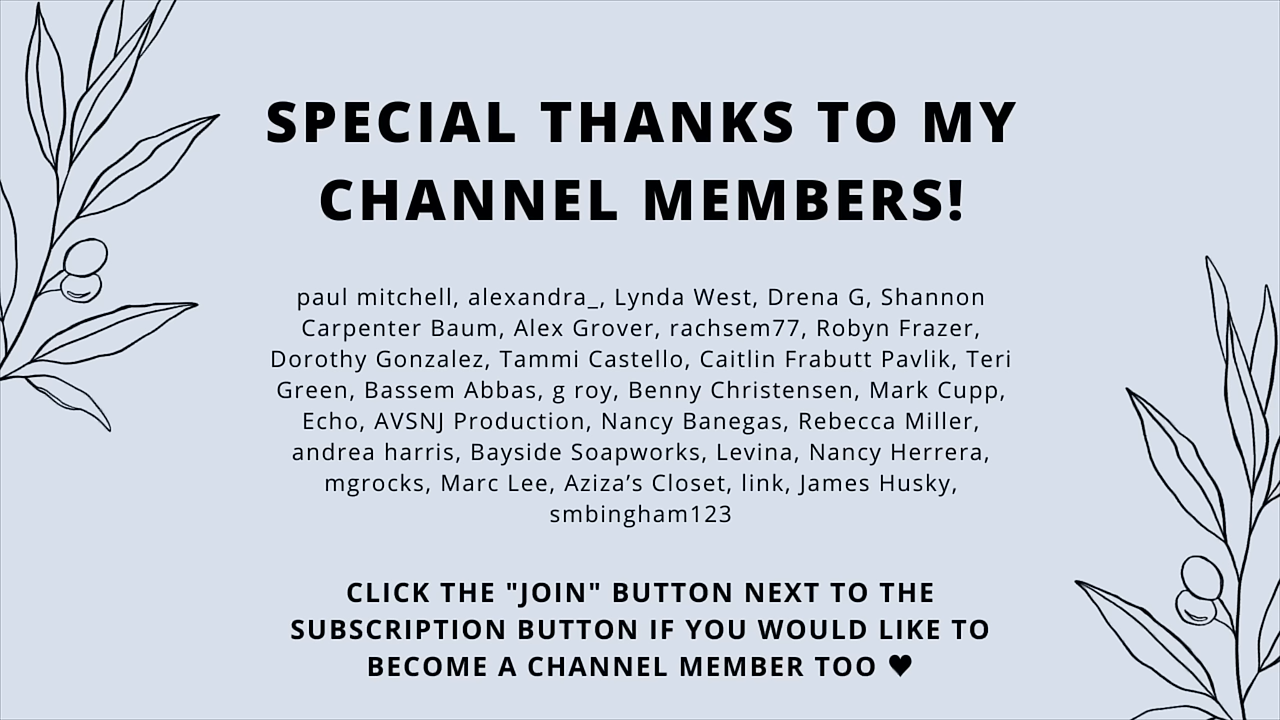 SPECIAL THANKS TO MY
CHANNEL MEMBERS!
paul mitchell, alexandra_, Lynda West, Drena G, Shannon
Carpenter Baum, Alex Grover, rachsem77, Robyn Frazer,
Dorothy Gonzalez, Tammi Castello, Caitlin Frabutt Pavlik, Teri
Green, Bassem Abbas, g roy, Benny Christensen, Mark Cupp,
Echo, AVSNJ Production, Nancy Banegas, Rebecca Miller,
andrea harris, Bayside Soapworks, Levina, Nancy Herrera,
mgrocks, Marc Lee, Aziza’s Closet, link, James Husky,
smbingham123
CLICK THE "JOIN" BUTTON NEXT TO THE
SUBSCRIPTION BUTTON IF YOU WOULD LIKE TO
BECOME A CHANNEL MEMBER TOO ♥